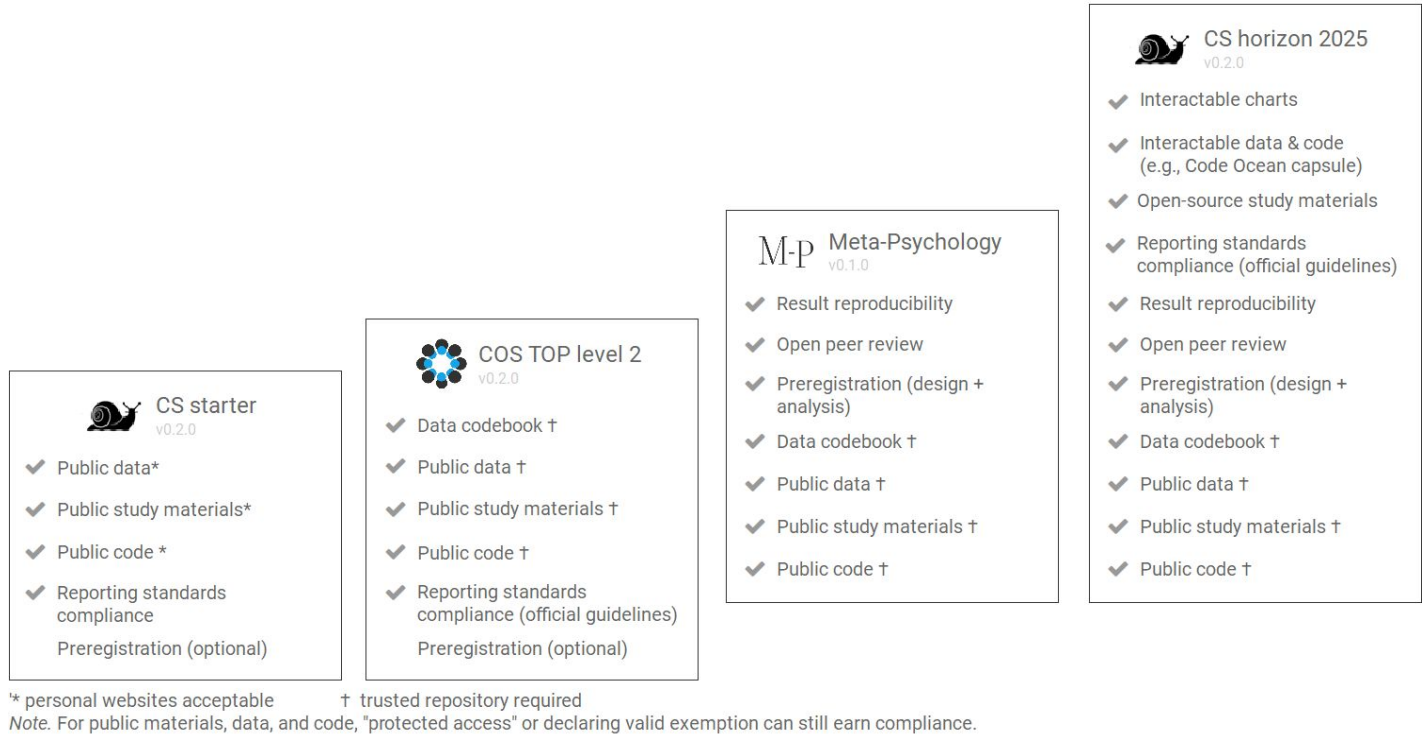 CS starter
v0.2.0
Public data*
Public study materials*
Public code *
Reporting standards
compliance
Preregistration (optional)
COS TOP level 2
v0.2.0
Data codebook †
Public data †
Public study materials †
Public code †
Reporting standards
compliance (official guidelines)
Preregistration (optional)
M-P
Meta-Psychology
v0.1.0
Result reproducibility
Open peer review
Preregistration (design +
analysis)
Data codebook †
Public data †
Public study materials †
Public code †
CS horizon 2025
v0.2.0
Interactable charts
Interactable data & code
(e.g., Code Ocean capsule)
Open-source study materials
Reporting standards
compliance (official guidelines)
Result reproducibility
Open peer review
Preregistration (design +
analysis)
Data codebook †
Public data †
Public study materials †
Public code †
'* personal websites acceptable † trusted repository required
Note. For public materials, data, and code, "protected access" or declaring valid exemption can still earn compliance.